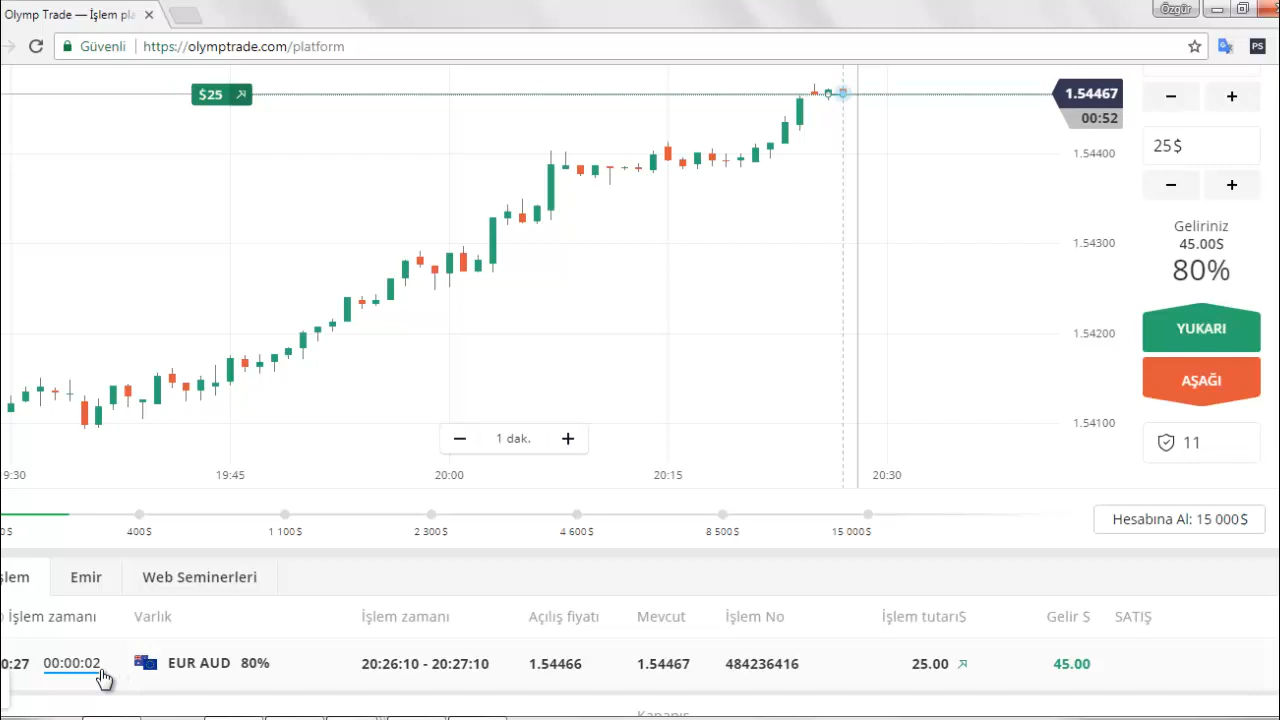 Olymp Trade — İşlem pla
Özgür
Güvenli
https://olymptrade.com/platform
PS
$25
1.54467
00:52
1.54400
1.54300
1.54200
1.54100
25$
Geliriniz
45.00$
80%
YUKARI
AŞAĞI
11
1 dak.
9:30 19:45 20:00 20:15 20:30
0$ 400$ 1 100$ 2 300$ 4 600$ 8 500$ 15 000$
Hesabına Al: 15 000$
şlem Emir Web Seminerleri
İşlem zamanı Varlık İşlem zamanı Açılış fiyatı Mevcut İşlem No İşlem tutarı$ Gelir $ SATIŞ
0:27 00:00:02 EUR AUD 80% 20:26:10 - 20:27:10 1.54466 1.54467 484236416 25.00 45.00
Kapanış